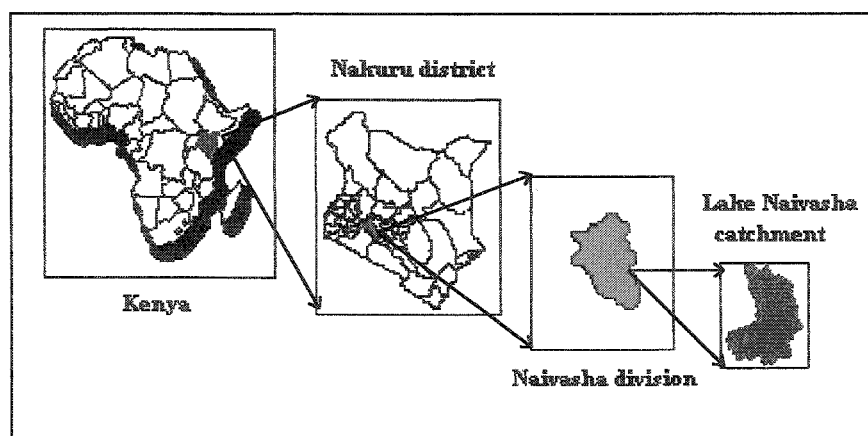 Nakuru district
Lake Naivasha
catchment
Kenya
Naivasha division